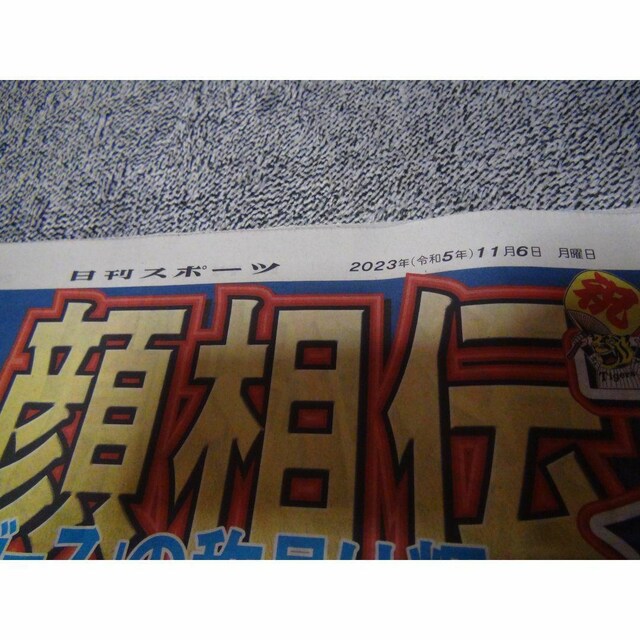 日刊スポーツ 2023年(令和5年)11月6日 月曜日
祝
Tigers
顔相伝